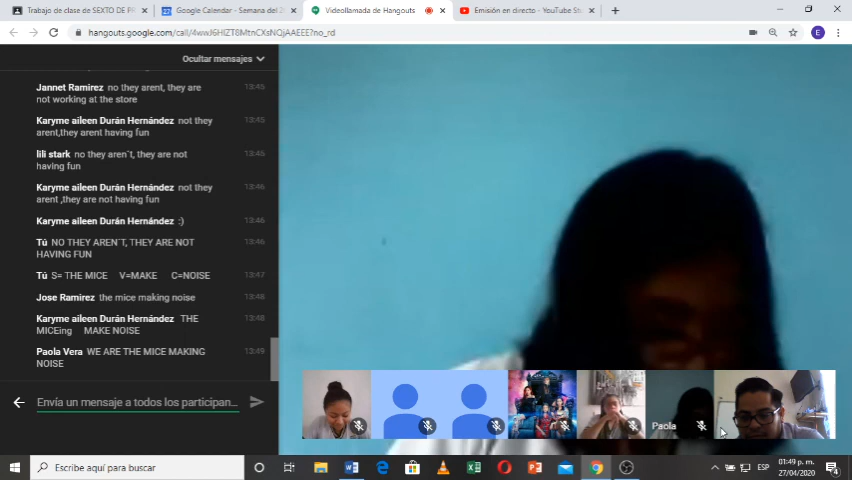 Trabajo de clase de SEXTO DE PR
Google Calendar - Semana del 2
Videollamada de Hangouts
Emisión en directo - YouTube St
hangouts.google.com/call/4wwJ6HIZT8MtnCXsNQjAAEEE?no_rd
E
Ocultar mensajes
Jannet Ramirez no they arent, they are 13:45
not working at the store
Karyme aileen Durán Hernández not they 13:45
arent,they arent having fun
lili stark no they aren`t, they are not 13:45
having fun
Karyme aileen Durán Hernández not they 13:46
arent ,they are not having fun
Karyme aileen Durán Hernández :) 13:46
Tú NO THEY AREN´T, THEY ARE NOT 13:46
HAVING FUN
Tú S= THE MICE V=MAKE C=NOISE 13:47
Jose Ramirez the mice making noise 13:48
Karyme aileen Durán Hernández THE 13:48
MICEing MAKE NOISE
Paola Vera WE ARE THE MICE MAKING 13:49
NOISE
Envía un mensaje a todos los participan...
Paola
Escribe aquí para buscar
ESP
01:49 p. m.
27/04/2020
4